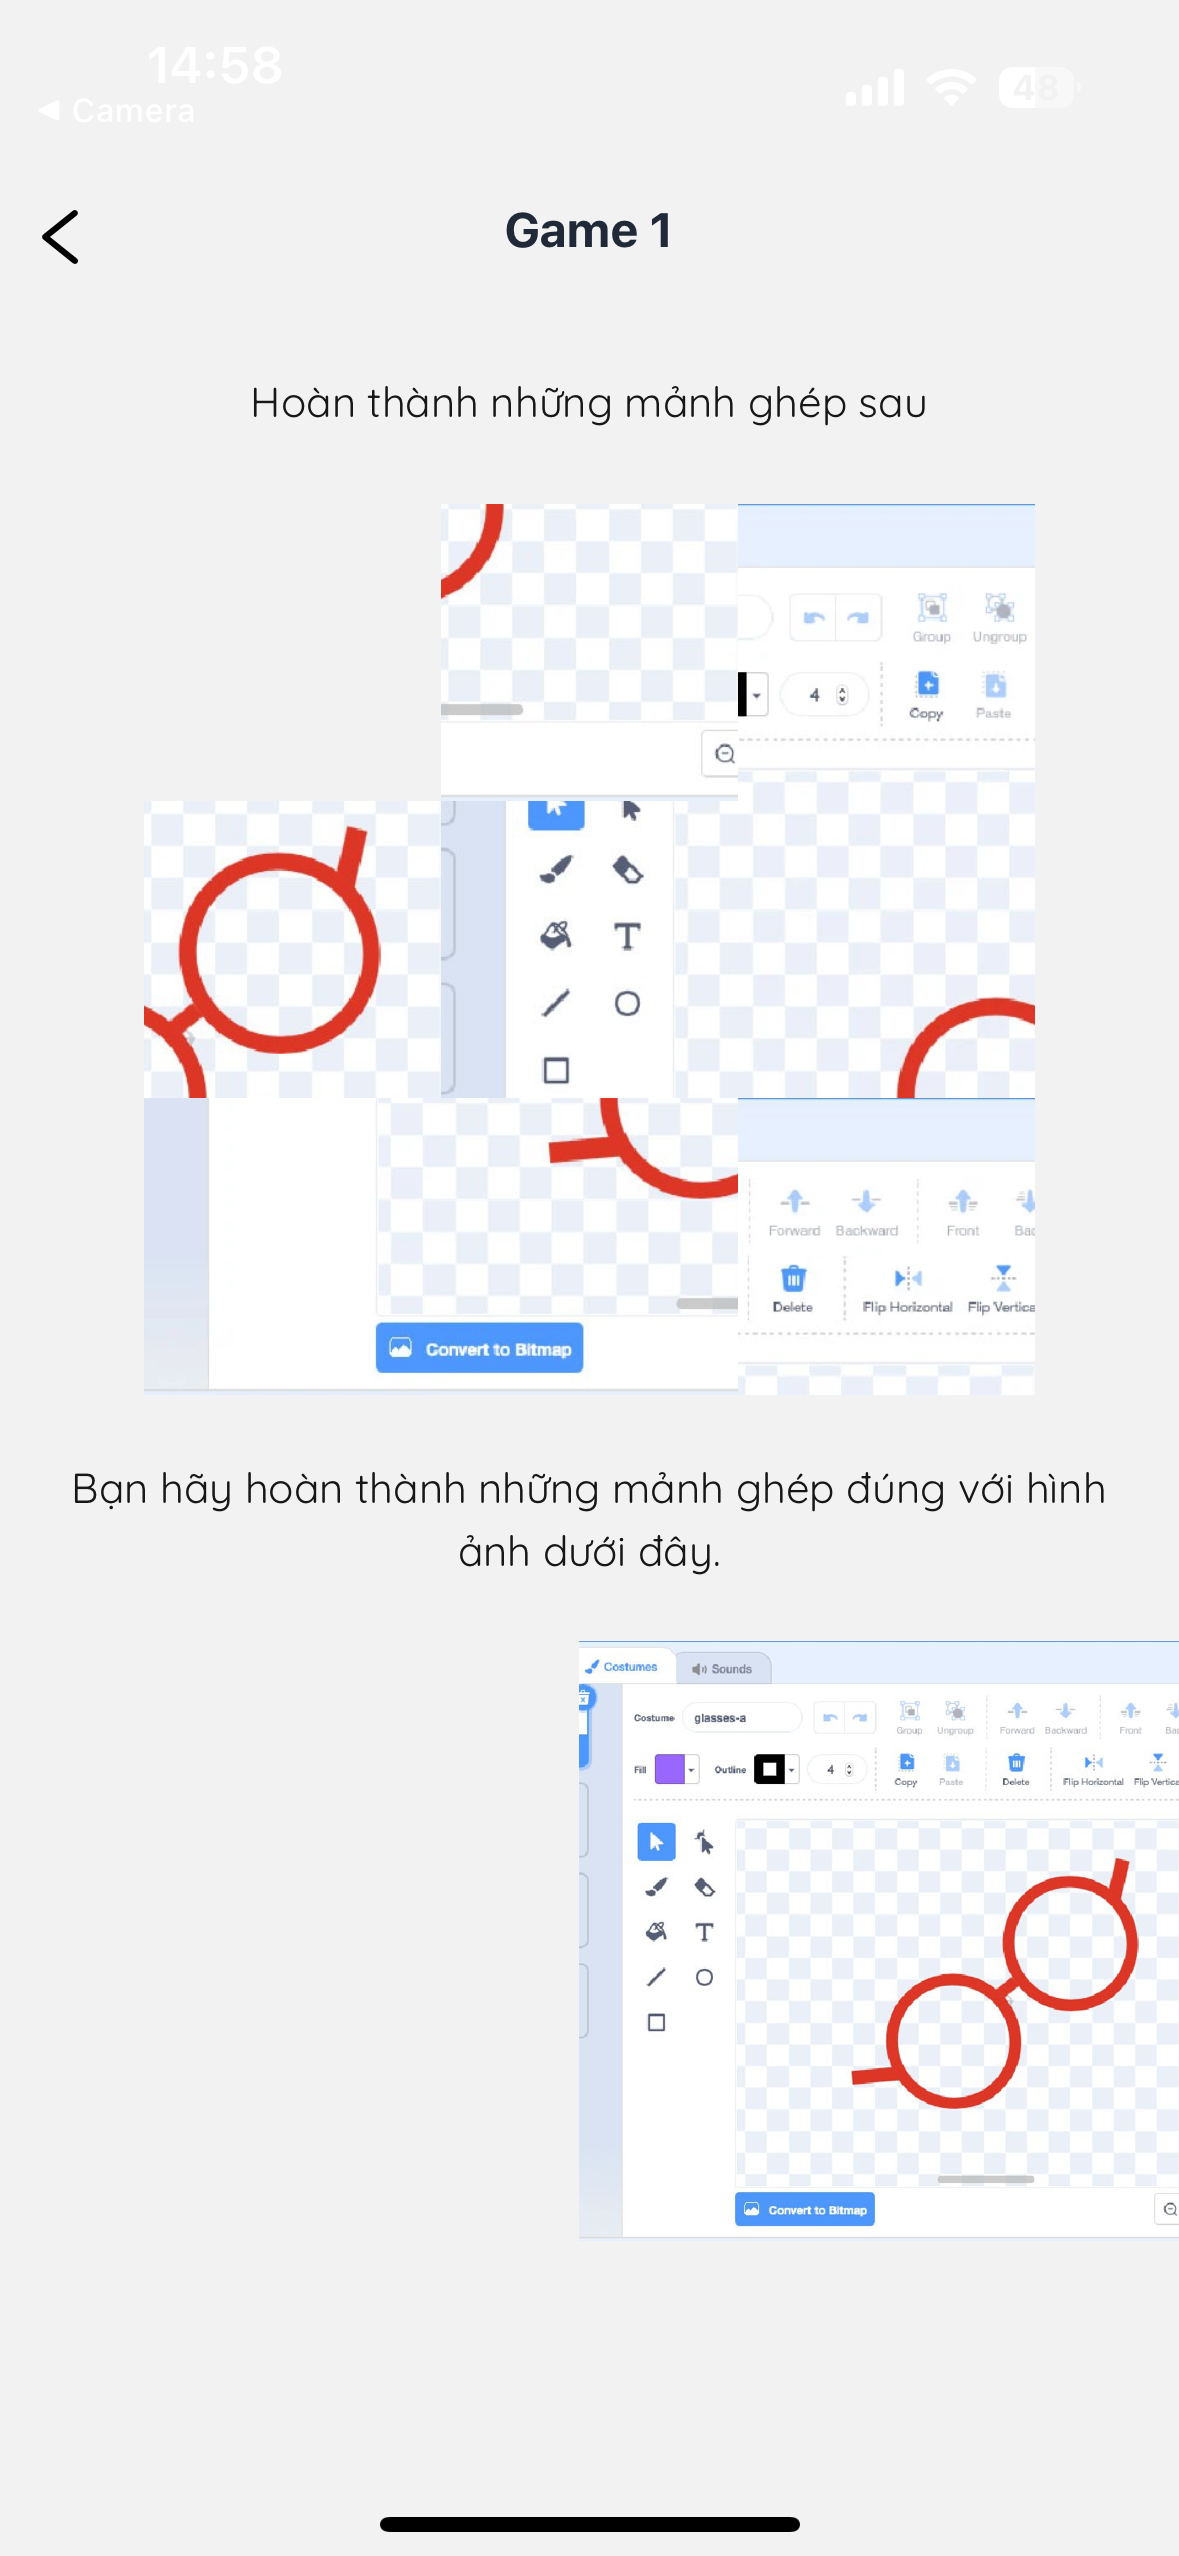 14:58
48
◀ Camera
Game 1
Hoàn thành những mảnh ghép sau
Group Ungroup
4
Copy Paste
T
Forward Backward Front Bac
Delete Flip Horizontal Flip Vertica
Convert to Bitmap
Bạn hãy hoàn thành những mảnh ghép đúng với hình
ảnh dưới đây.
Costumes Sounds
Costume glasses-a Group Ungroup Forward Backward Front Bac
Fill Outline 4 Copy Paste Delete Flip Horizontal Flip Vertica
T
Convert to Bitmap